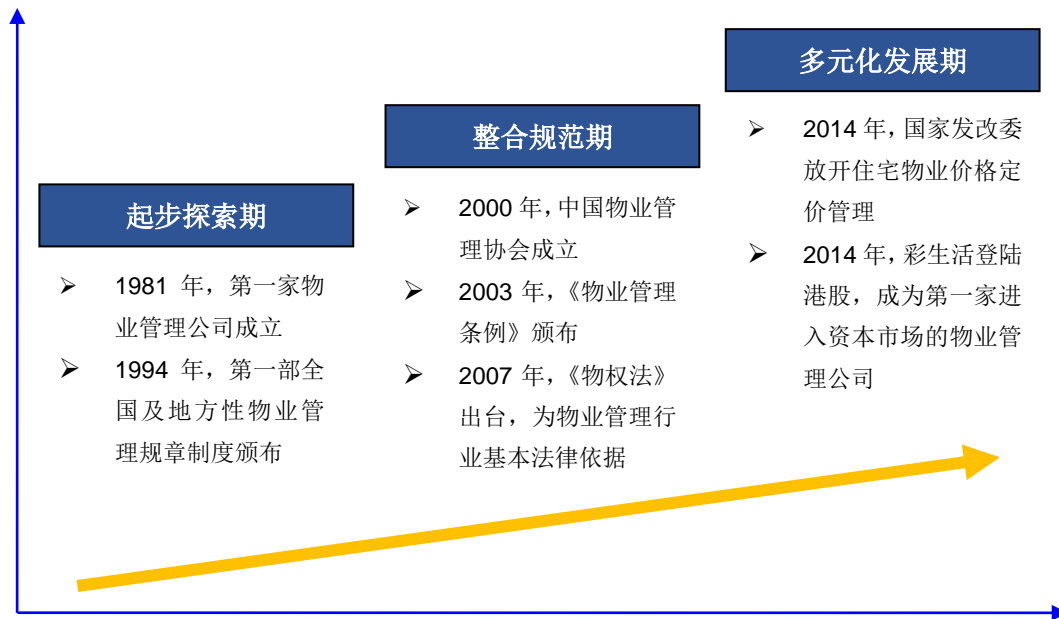 起步探索期
➢ 1981 年，第一家物
业管理公司成立
➢ 1994 年，第一部全
国及地方性物业管
理规章制度颁布
整合规范期
➢ 2000 年，中国物业管
理协会成立
➢ 2003 年，《物业管理
条例》颁布
➢ 2007 年，《物权法》
出台，为物业管理行
业基本法律依据
多元化发展期
➢ 2014 年，国家发改委
放开住宅物业价格定
价管理
➢ 2014 年，彩生活登陆
港股，成为第一家进
入资本市场的物业管
理公司